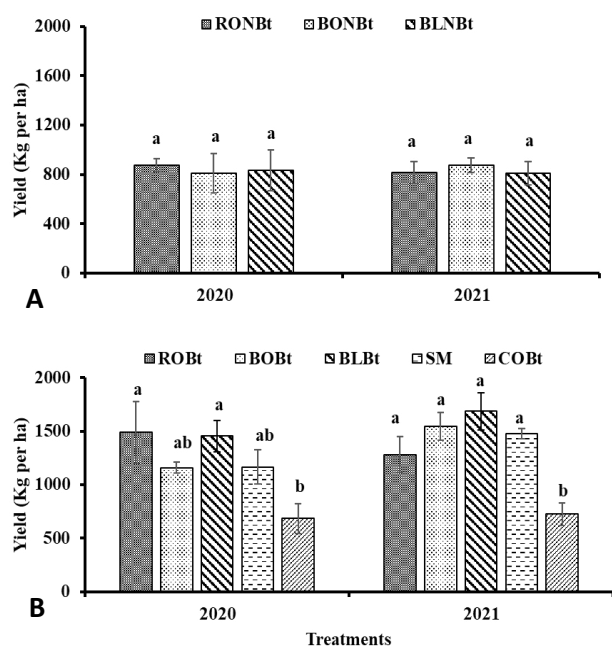 RONBt BONBt BLNBt
2000
1600
1200
800
400
0
Yield (Kg per ha)
a a a a a a
2020 2021
A
ROBt BOBt BLBt SM COBt
2000
1500
1000
500
0
Yield (Kg per ha)
a ab a ab b a a a a b
2020 2021
B
Treatments